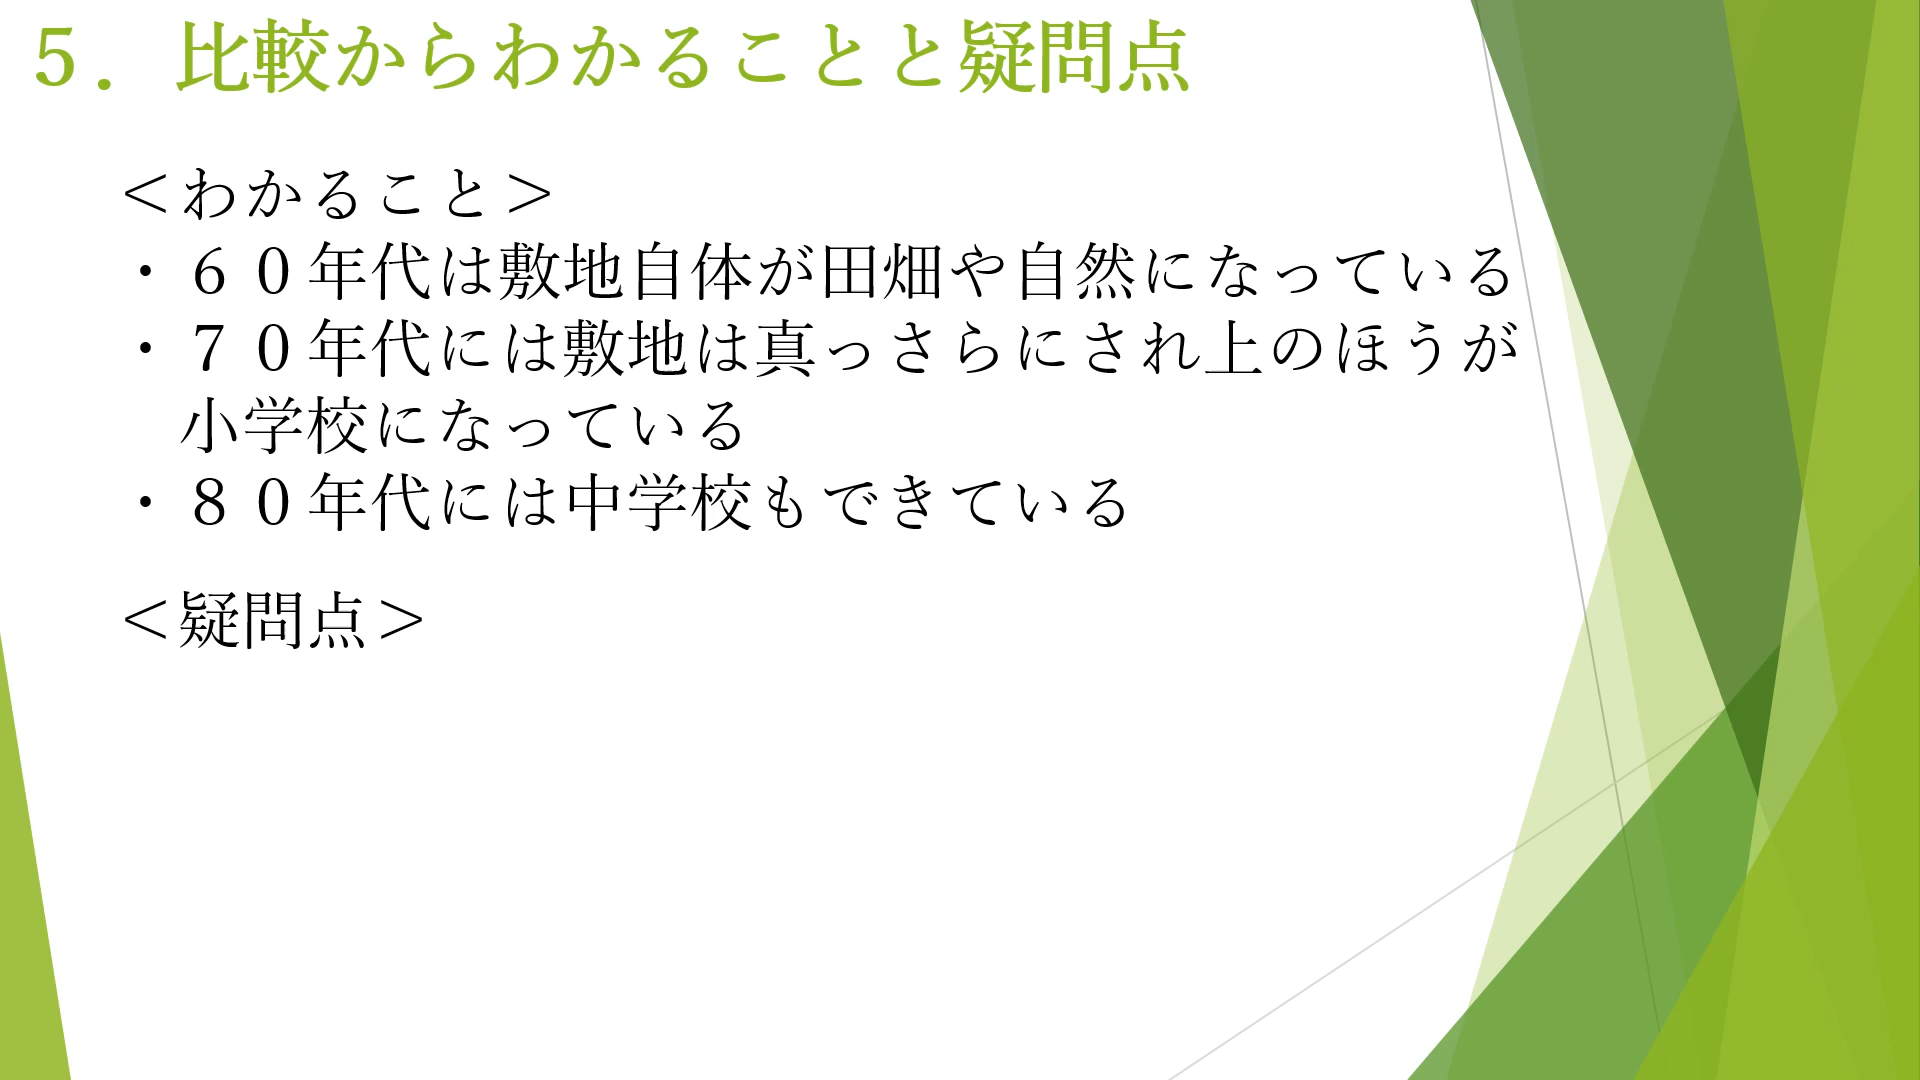 ５．比較からわかることと疑問点
＜わかること＞
・６０年代は敷地自体が田畑や自然になっている
・７０年代には敷地は真っさらにされ上のほうが
小学校になっている
・８０年代には中学校もできている
＜疑問点＞